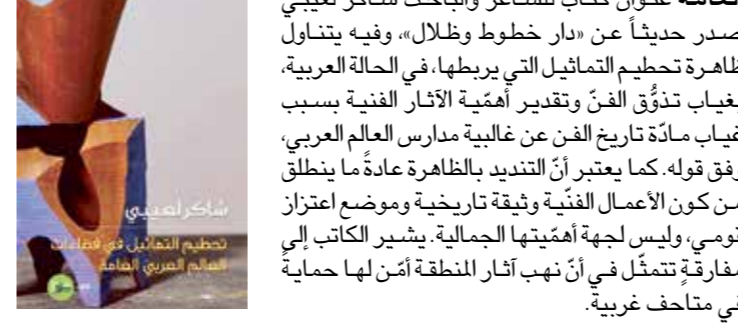 العامة عنوان كتاب للشاعر والباحث شاكر لعيبي
صدر حديثاً عن «دار خطوط وظلال»، وفيه يتناول
ظاهرة تحطيم التماثيل التي يربطها، في الحالة العربية،
بغياب تذوُّق الفنّ وتقدير أهمّية الآثار الفنية بسبب
غياب مادّة تاريخ الفن عن غالبية مدارس العالم العربي،
وفق قوله. كما يعتبر أنّ التنديد بالظاهرة عادةً ما ينطلق
من كون الأعمال الفنّية وثيقة تاريخية وموضع اعتزاز
قومي، وليس لجهة أهمّيتها الجمالية. يشير الكاتب إلى
مفارقةٍ تتمثّل في أنّ نهب آثار المنطقة أمّن لها حمايةً
في متاحف غربية.
شاكر لعيبي
تحطيم التماثيل في فضاءات
العالم العربي العامة